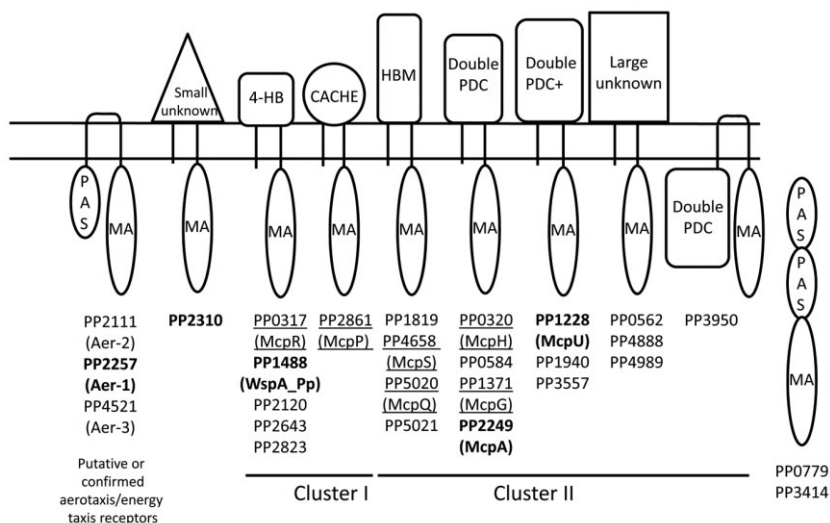 Small
unknown
4-HB
CACHE
HBM
Double
PDC
Double
PDC+
Large
unknown
P
A
S
MA
MA
MA
MA
MA
MA
MA
MA
Double
PDC
MA
P
A
S
P
A
S
MA
PP2111
(Aer-2)
PP2257
(Aer-1)
PP4521
(Aer-3)
Putative or
confirmed
aerotaxis/energy
taxis receptors
PP2310
PP0317
(McpR)
PP1488
(WspA_Pp)
PP2120
PP2643
PP2823
PP2861
(McpP)
PP1819
PP4658
(McpS)
PP5020
(McpQ)
PP5021
PP0320
(McpH)
PP0584
PP1371
(McpG)
PP2249
(McpA)
PP1228
(McpU)
PP1940
PP3557
PP0562
PP4888
PP4989
PP3950
PP0779
PP3414
Cluster I
Cluster II